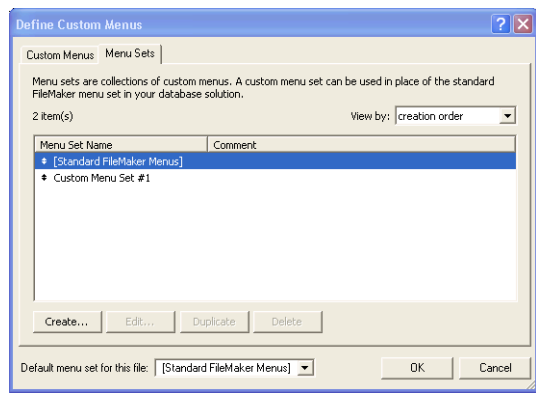 Define Custom Menus
Custom Menus Menu Sets
Menu sets are collections of custom menus. A custom menu set can be used in place of the standard
FileMaker menu set in your database solution.
2 item(s) View by: creation order
Menu Set Name Comment
[Standard FileMaker Menus]
Custom Menu Set #1
Create... Edit... Duplicate Delete
Default menu set for this file: [Standard FileMaker Menus] OK Cancel